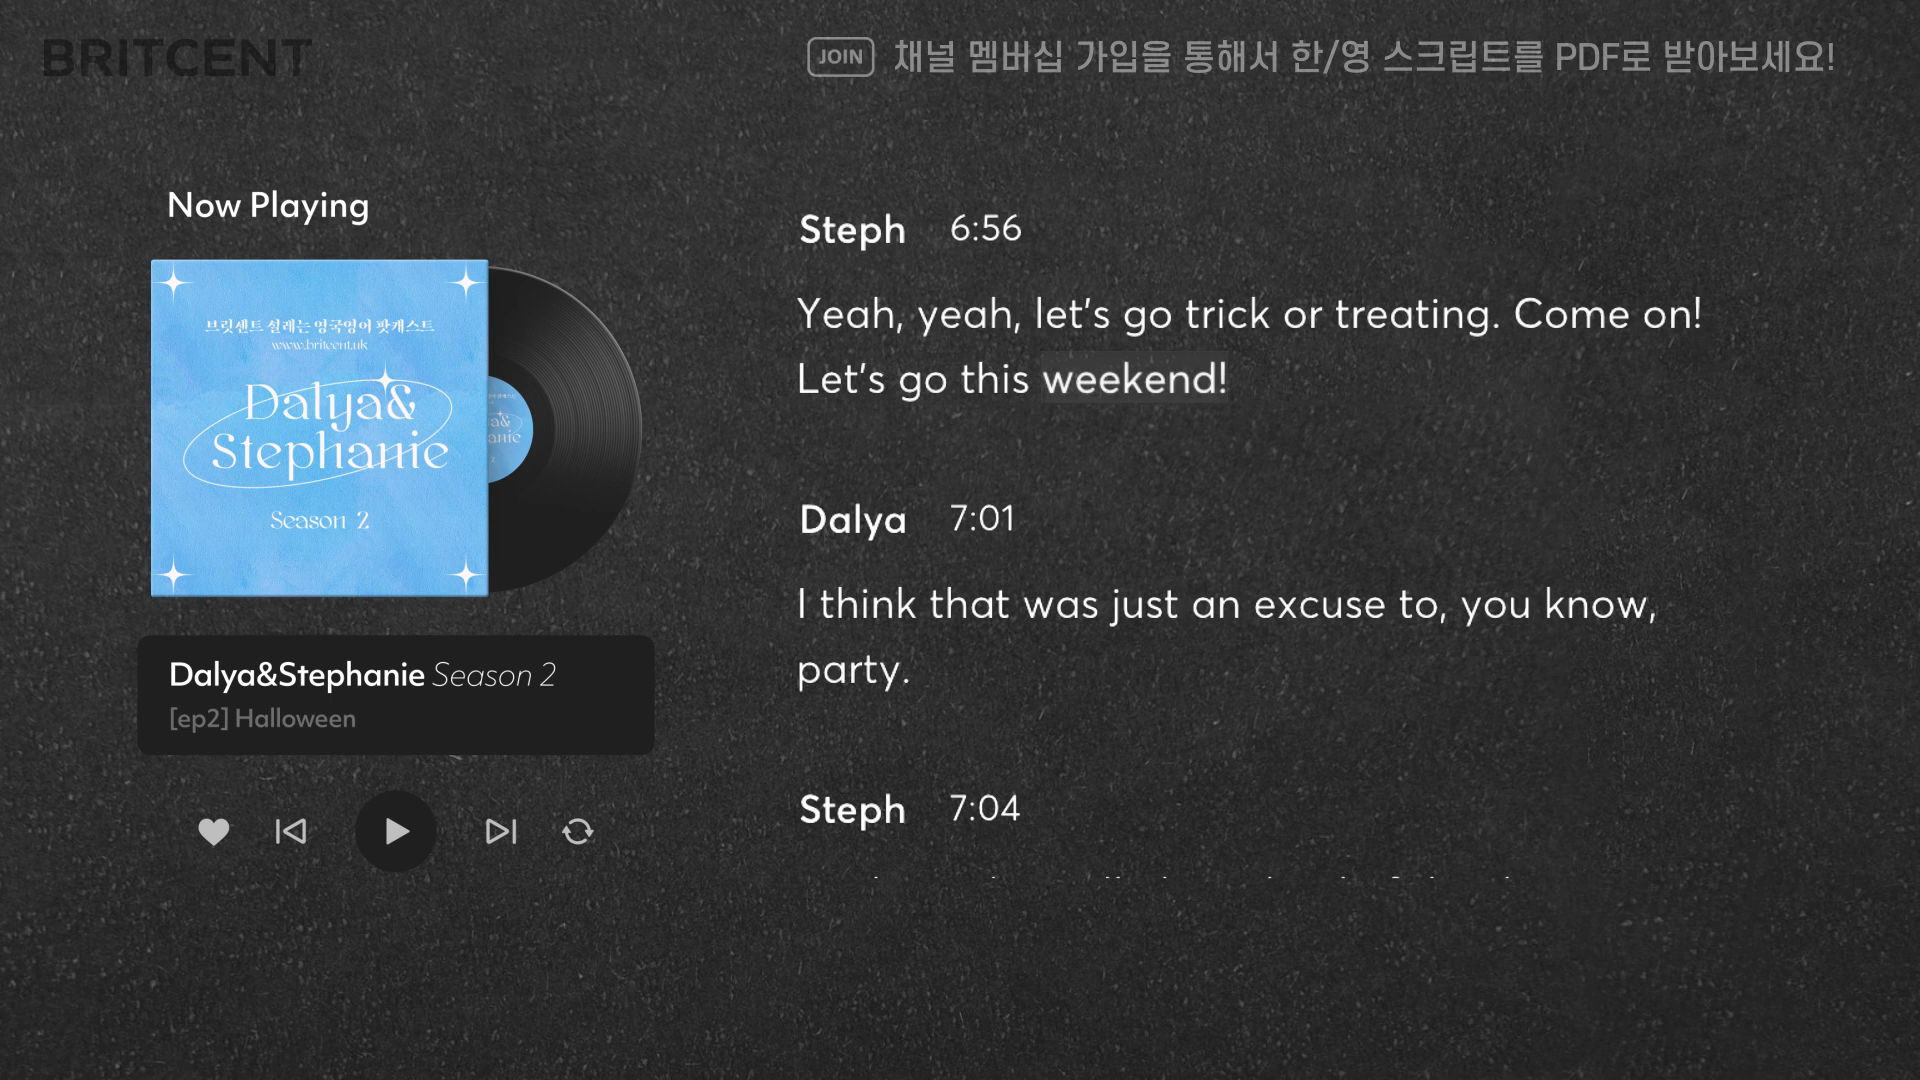 BRITCENT
JOIN 채널 멤버십 가입을 통해서 한/영 스크립트를 PDF로 받아보세요!
Now Playing
브릿센트 설레는 영국영어 팟캐스트
www.britcent.uk
Dalya&
Stephanie
Season 2
Dalya&Stephanie Season 2
[ep2] Halloween
Steph 6:56
Yeah, yeah, let's go trick or treating. Come on!
Let's go this weekend!
Dalya 7:01
I think that was just an excuse to, you know,
party.
Steph 7:04